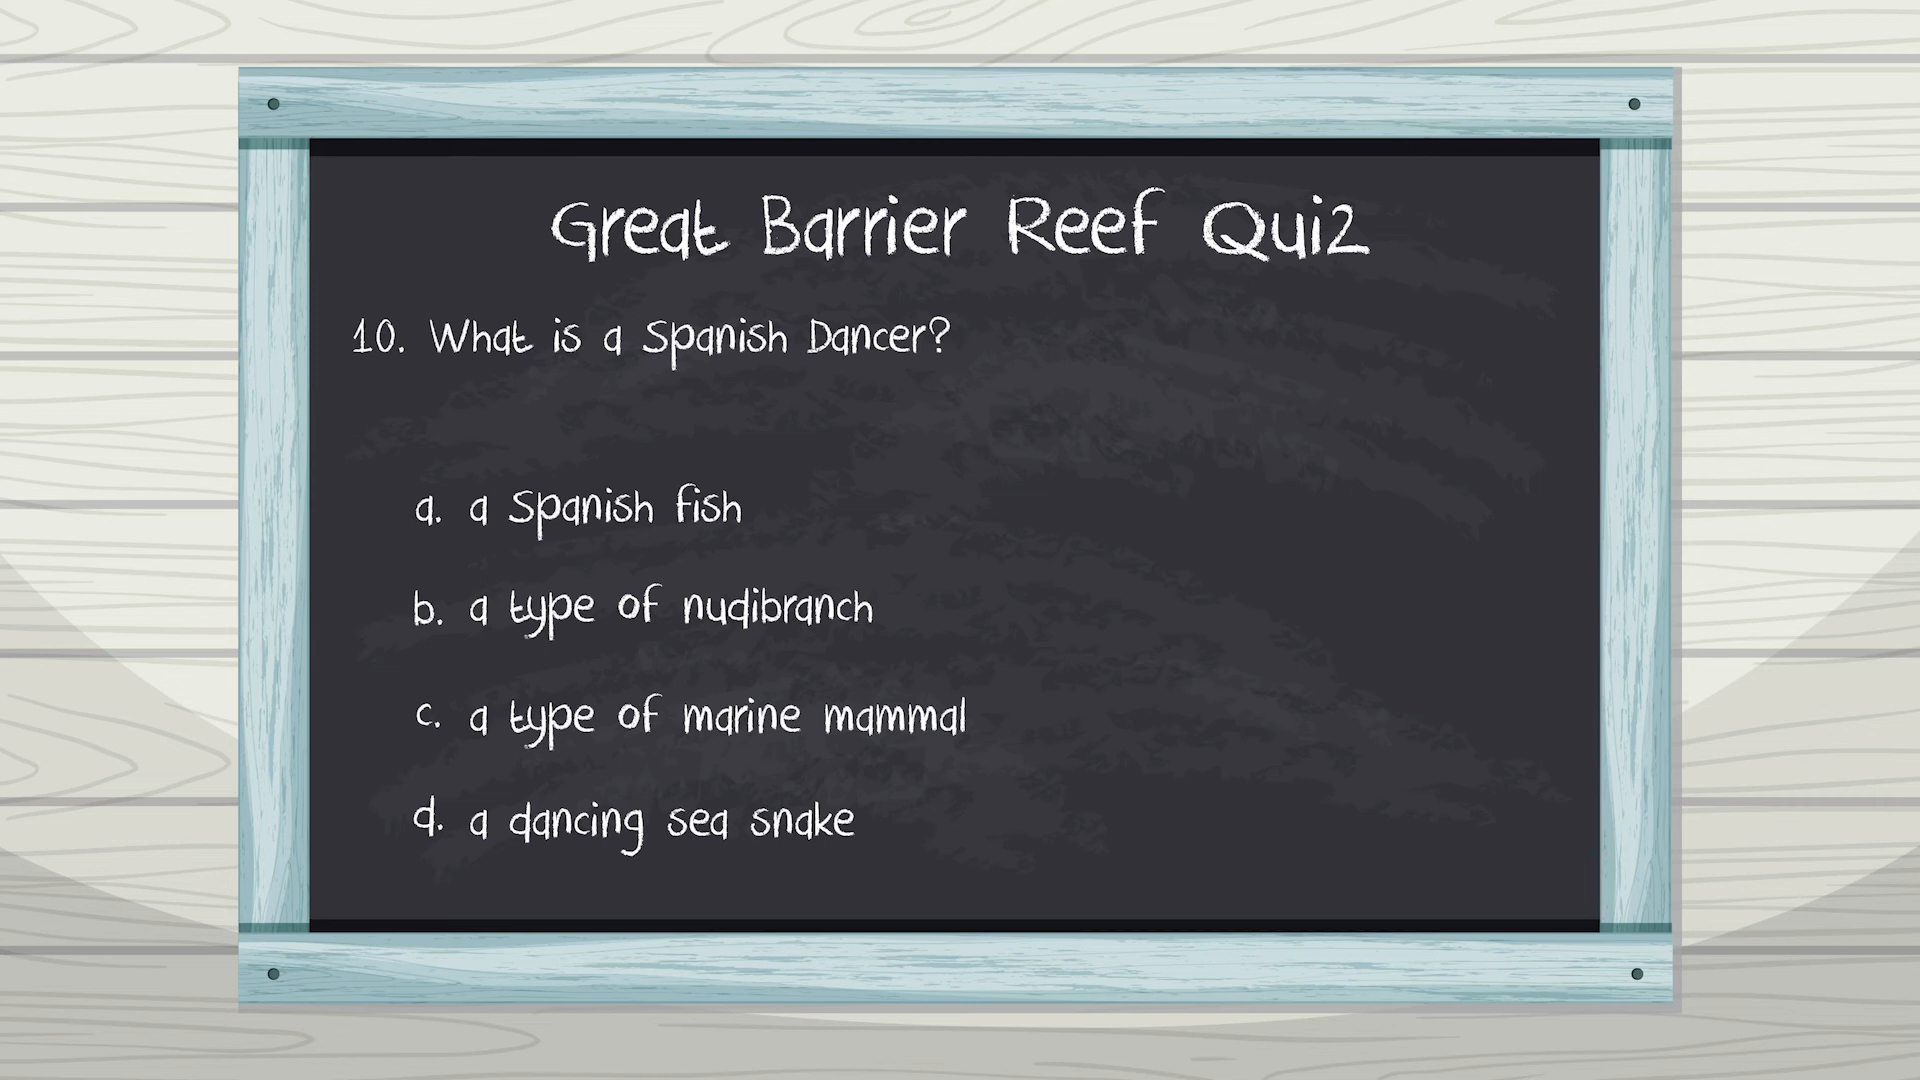 Great Barrier Reef Quiz
10. What is a Spanish Dancer?
a. a Spanish fish
b. a type of nudibranch
c. a type of marine mammal
d. a dancing sea snake